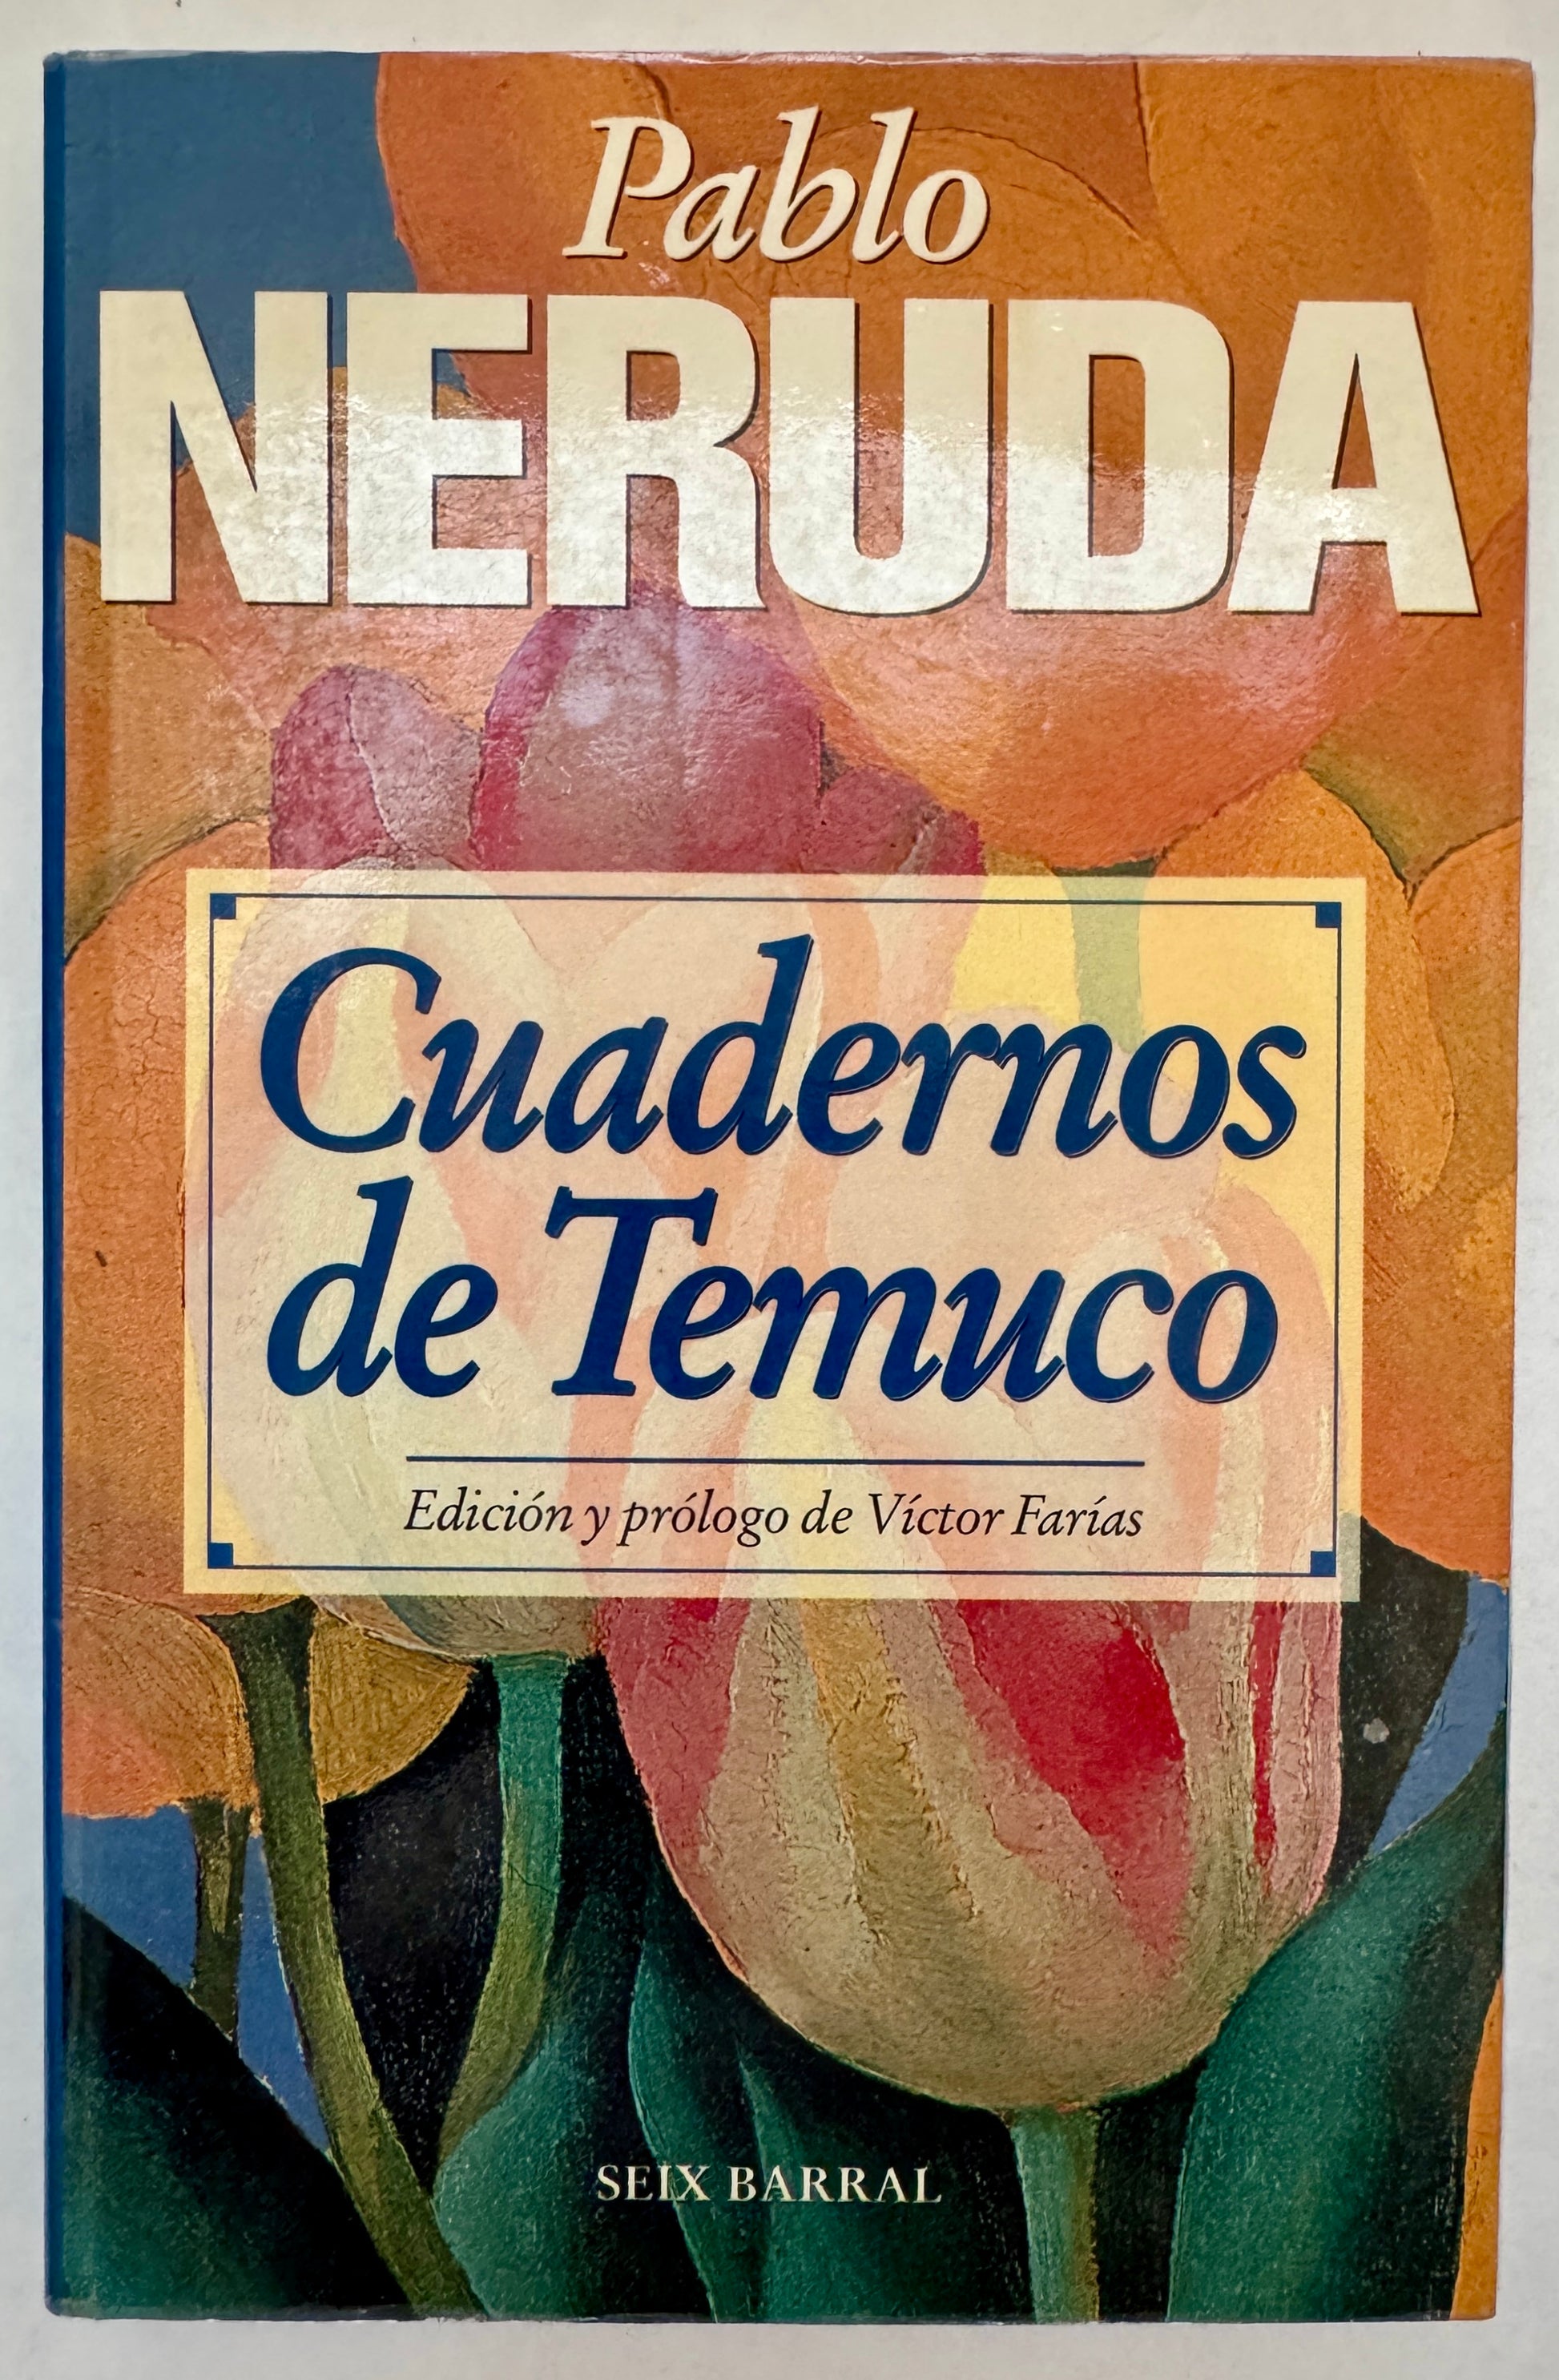 Pablo
NERUDA
Cuadernos
de Temuco
Edición y prólogo de Víctor Farías
SEIX BARRAL